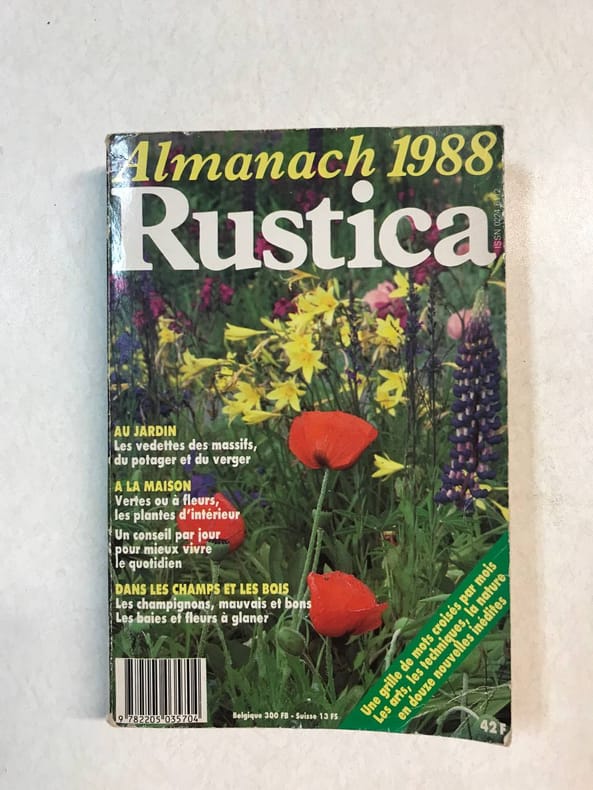 Almanach 1988
Rustica
AU JARDIN
Les vedettes des massifs,
du potager et du verger
A LA MAISON
Vertes ou à fleurs,
les plantes d'intérieur
Un conseil par jour
pour mieux vivre
le quotidien
DANS LES CHAMPS ET LES BOIS
Les champignons, mauvais et bons
Les baies et fleurs à glaner
Une grille de mots croisés par mois
Les arts, les techniques, la nature
en douze nouvelles inédites
9 782205 035704
Belgique 300 FB - Suisse 13 FS
42 F
ISSN 0224